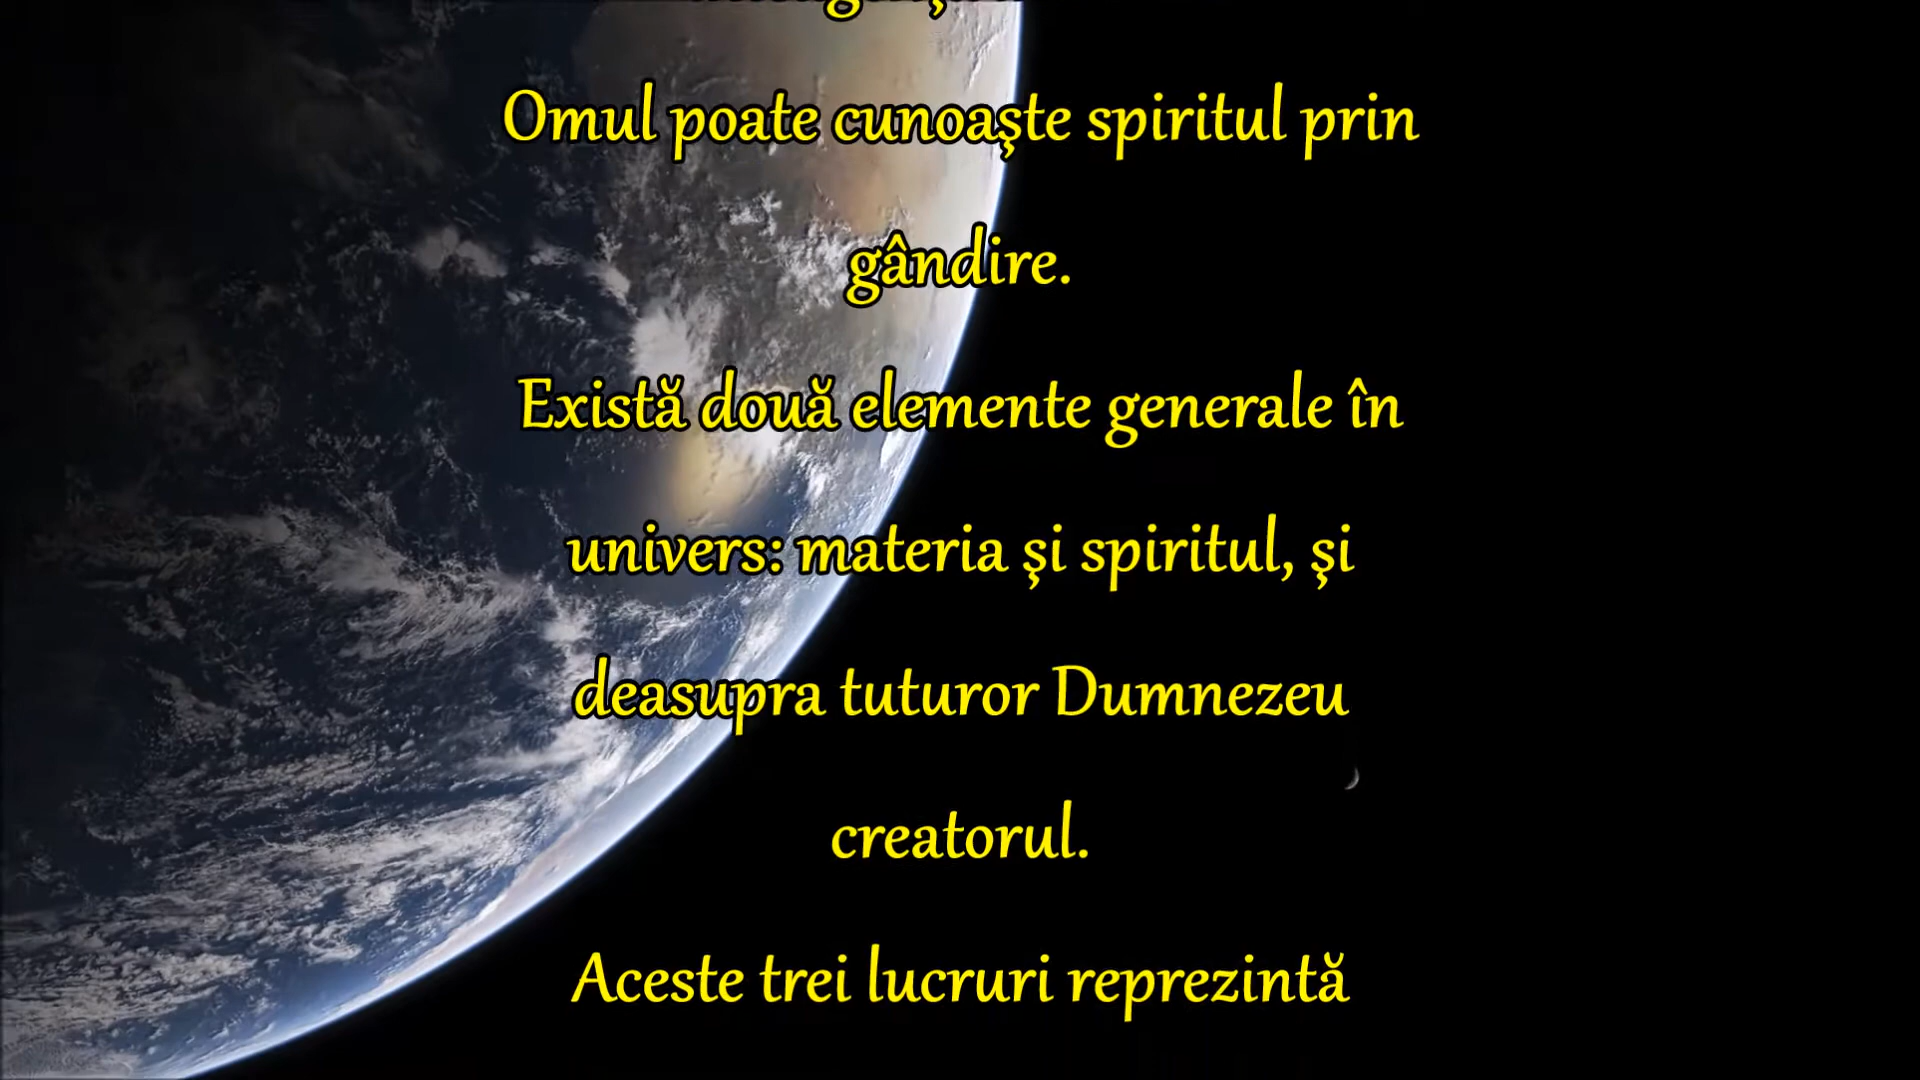 Omul poate cunoaşte spiritul prin
gândire.
Există două elemente generale în
univers: materia şi spiritul, şi
deasupra tuturor Dumnezeu
creatorul.
Aceste trei lucruri reprezintă